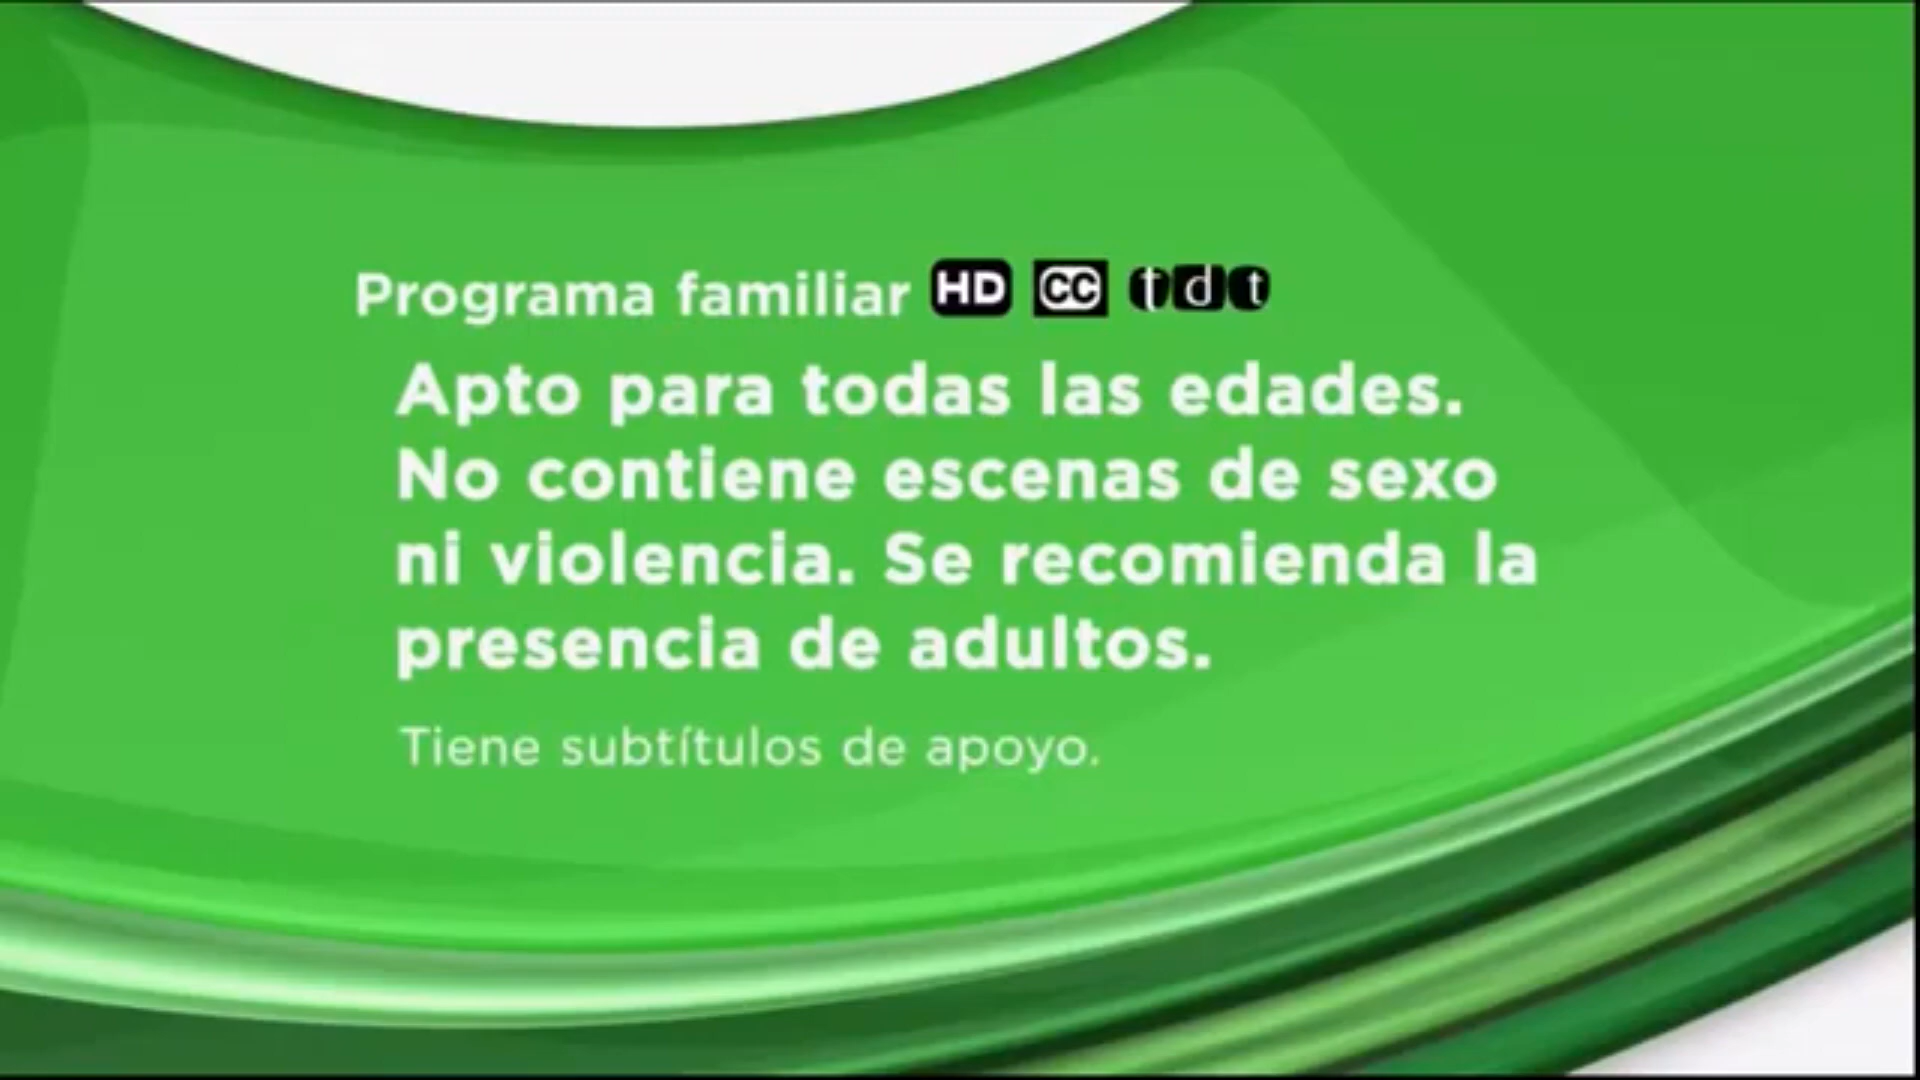 Programa familiar HD CC tdt
Apto para todas las edades.
No contiene escenas de sexo
ni violencia. Se recomienda la
presencia de adultos.
Tiene subtítulos de apoyo.